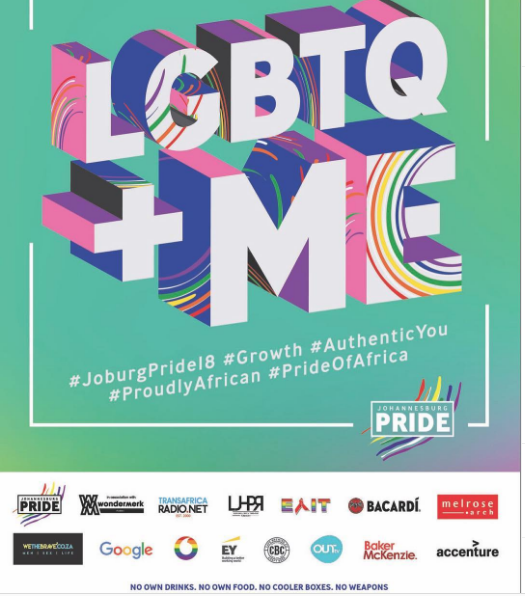 LGBTQ
+ME
#JoburgPride18 #Growth #AuthenticYou
#ProudlyAfrican #PrideOfAfrica
JOHANNESBURG
PRIDE
JOHANNESBURG
PRIDE
in association with
wondermerk
TRANSAFRICA
RADIO.NET
UHPR
EXIT
BACARDÍ.
melrose
arch
WETHEBRAVE.CO.ZA
Google
EY
CBC
OUT
Baker
McKenzie.
accenture
NO OWN DRINKS. NO OWN FOOD. NO COOLER BOXES. NO WEAPONS